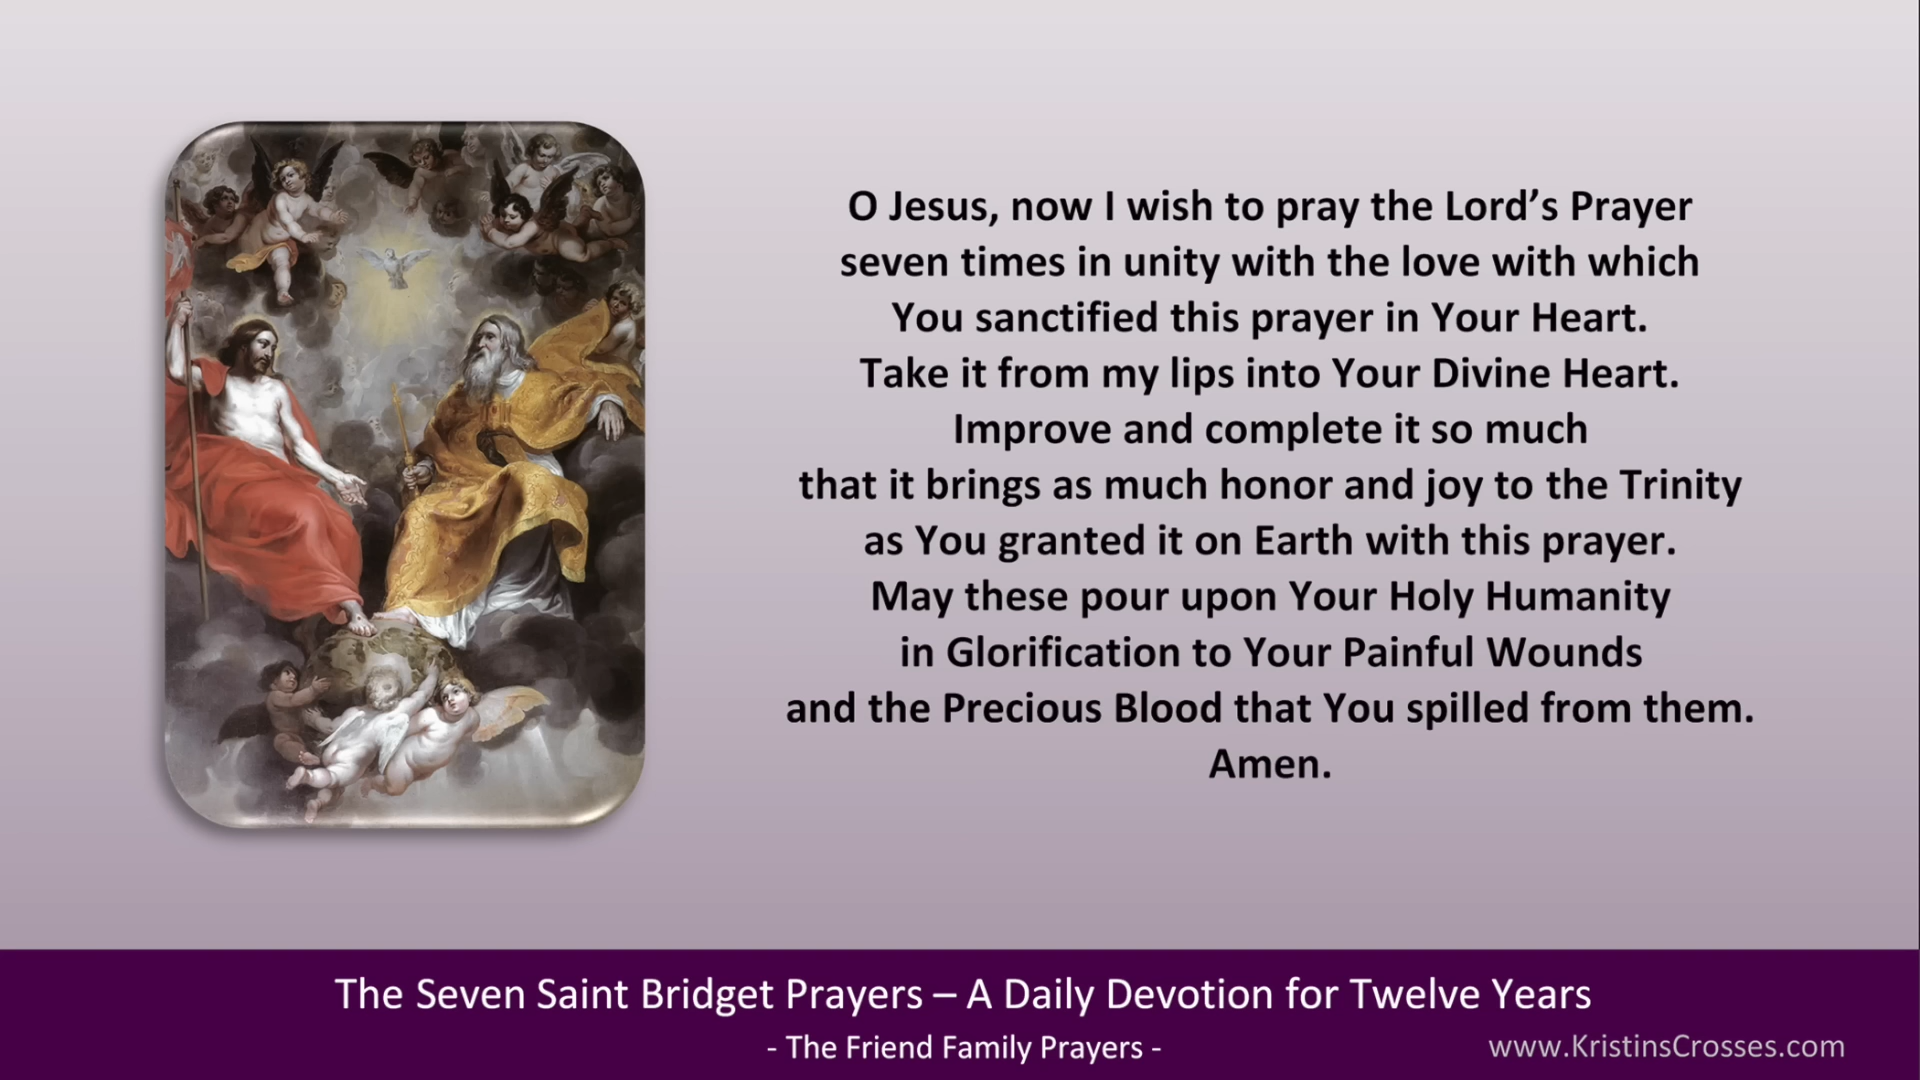 O Jesus, now I wish to pray the Lord’s Prayer
seven times in unity with the love with which
You sanctified this prayer in Your Heart.
Take it from my lips into Your Divine Heart.
Improve and complete it so much
that it brings as much honor and joy to the Trinity
as You granted it on Earth with this prayer.
May these pour upon Your Holy Humanity
in Glorification to Your Painful Wounds
and the Precious Blood that You spilled from them.
Amen.
The Seven Saint Bridget Prayers – A Daily Devotion for Twelve Years
- The Friend Family Prayers -
www.KristinsCrosses.com